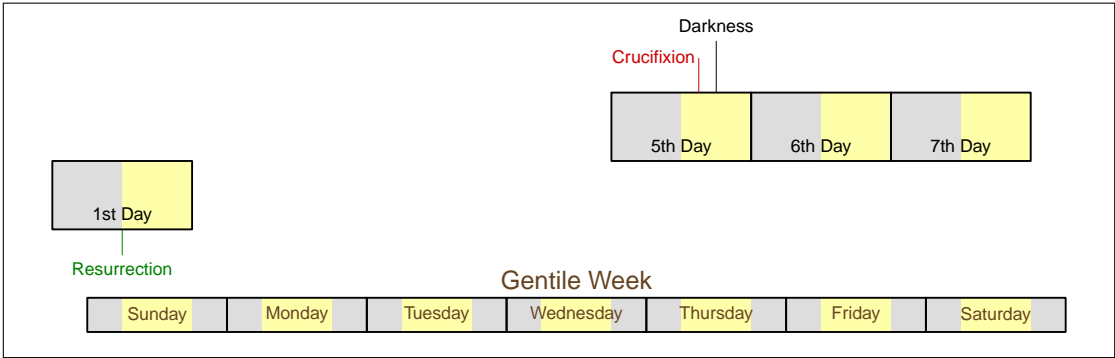 Darkness
Crucifixion
5th Day 6th Day 7th Day
1st Day
Resurrection
Gentile Week
Sunday Monday Tuesday Wednesday Thursday Friday Saturday